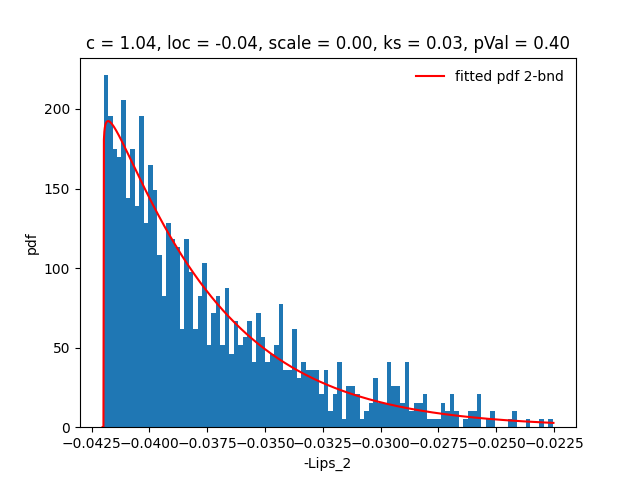 c = 1.04, loc = -0.04, scale = 0.00, ks = 0.03, pVal = 0.40
fitted pdf 2-bnd
200
150
100
50
0
pdf
−0.0425 −0.0400 −0.0375 −0.0350 −0.0325 −0.0300 −0.0275 −0.0250 −0.0225
-Lips_2